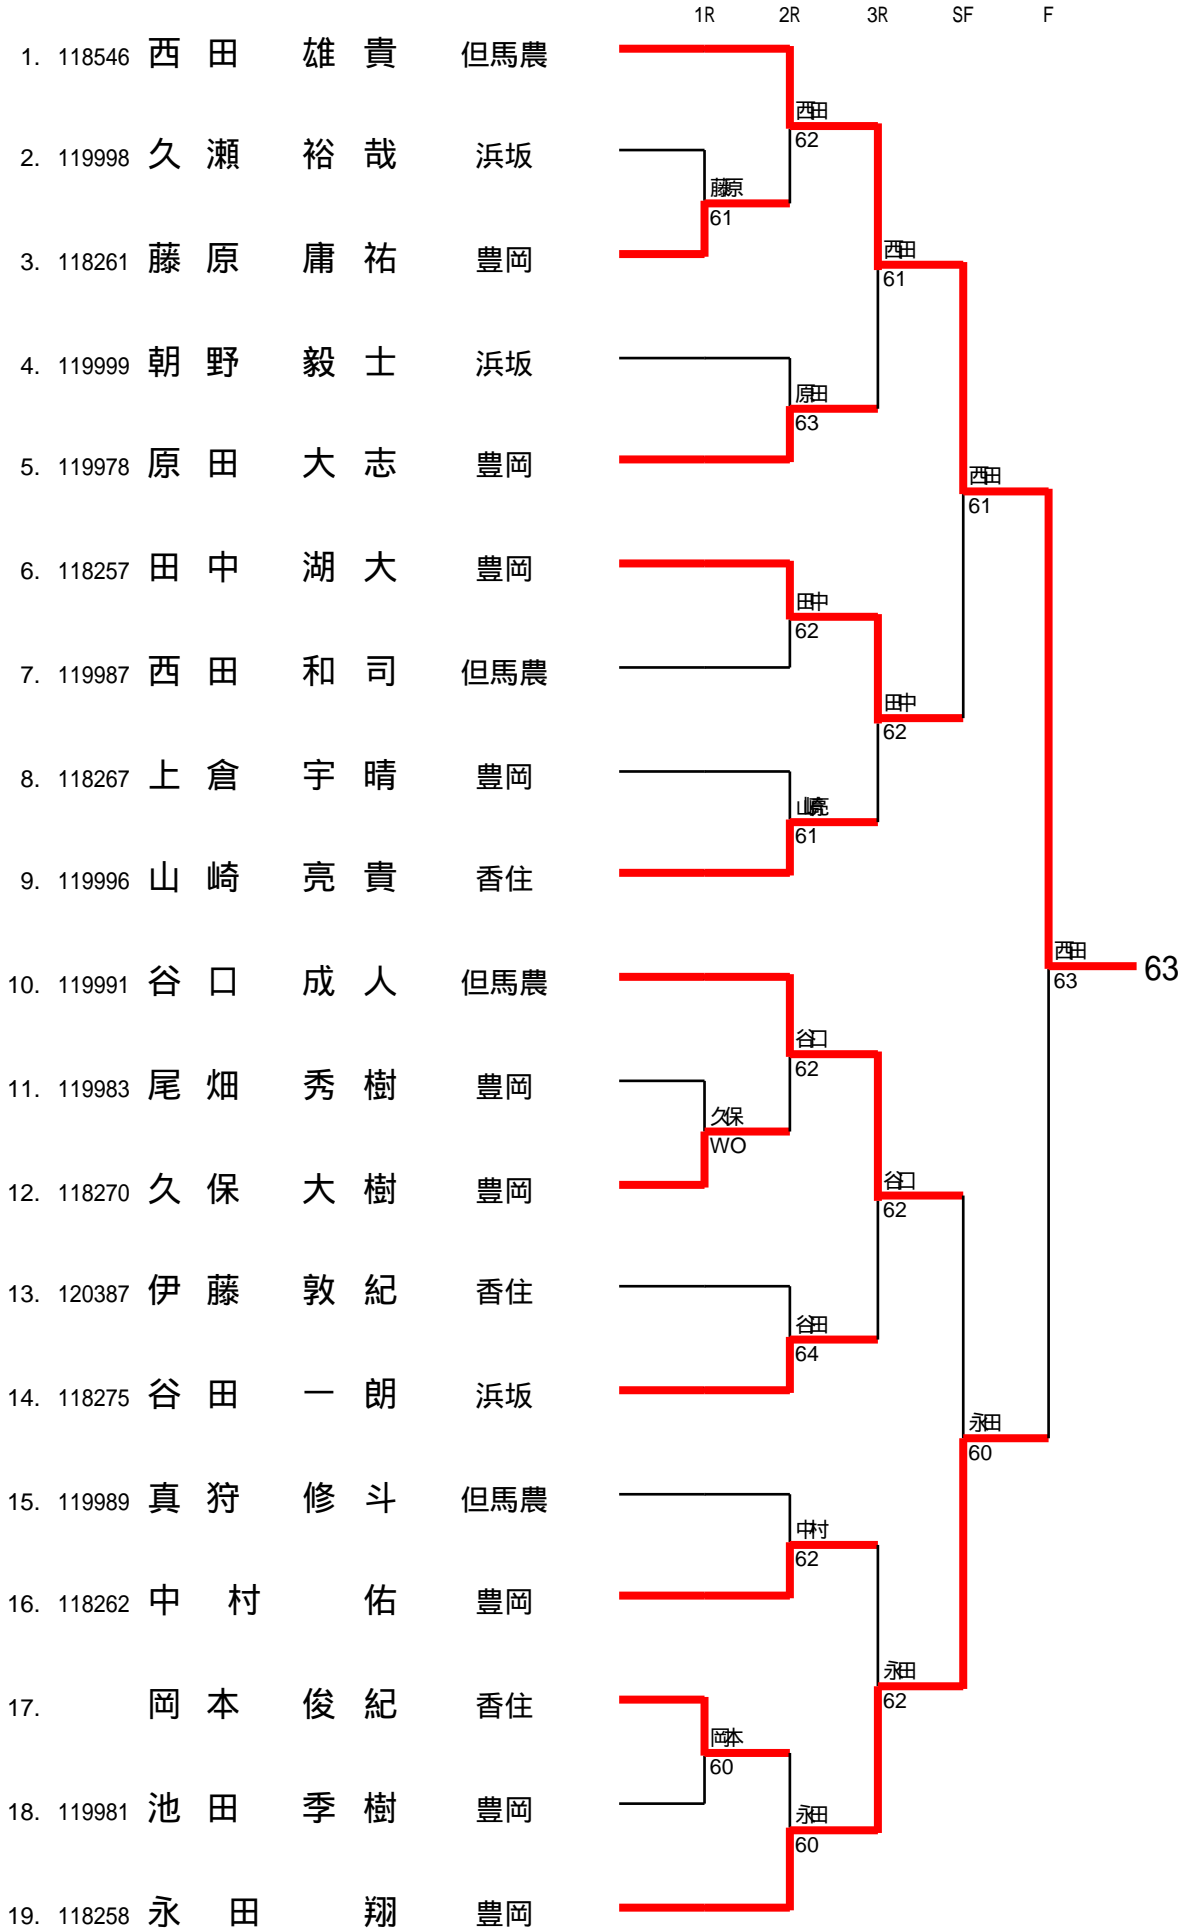 1R 2R 3R SF F
1. 118546 西田 雄貴 但馬農
西田
62
2. 119998 久瀬 裕哉 浜坂
藤原
61
3. 118261 藤原 庸祐 豊岡
西田
61
4. 119999 朝野 毅士 浜坂
原田
63
5. 119978 原田 大志 豊岡
西田
61
6. 118257 田中 湖大 豊岡
田中
62
7. 119987 西田 和司 但馬農
田中
62
8. 118267 上倉 宇晴 豊岡
山崎亮
61
9. 119996 山崎 亮貴 香住
西田
63
63
10. 119991 谷口 成人 但馬農
谷口
62
11. 119983 尾畑 秀樹 豊岡
久保
WO
12. 118270 久保 大樹 豊岡
谷口
62
13. 120387 伊藤 敦紀 香住
谷田
64
14. 118275 谷田 一朗 浜坂
永田
60
15. 119989 真狩 修斗 但馬農
中村
62
16. 118262 中村 佑 豊岡
永田
62
17. 岡本 俊紀 香住
岡本
60
18. 119981 池田 季樹 豊岡
永田
60
19. 118258 永田 翔 豊岡